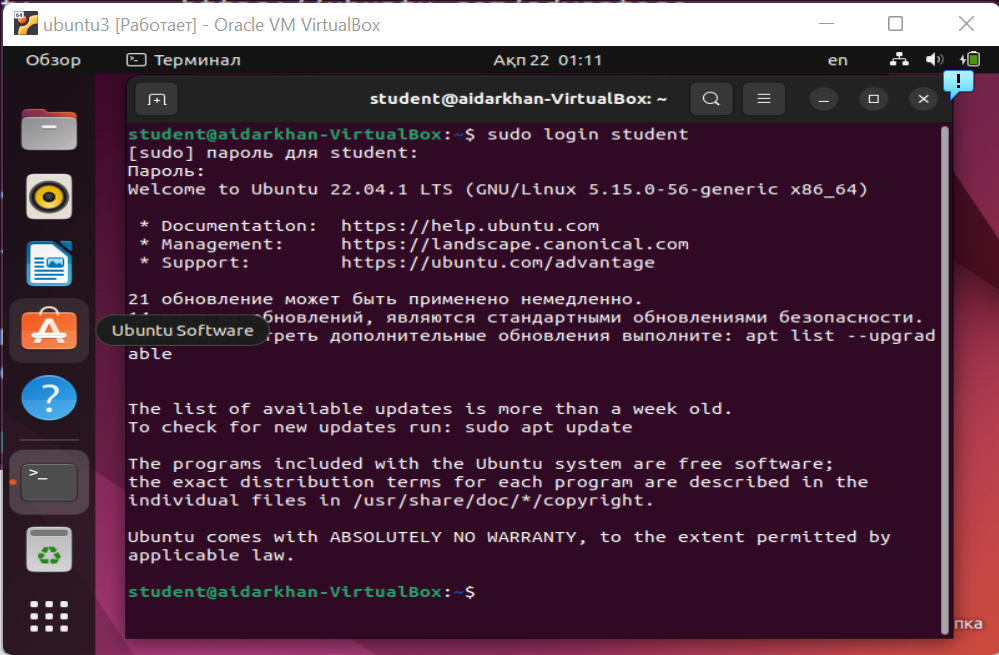 ubuntu3 [Работает] - Oracle VM VirtualBox
Обзор Терминал Ақп 22 01:11 en
student@aidarkhan-VirtualBox: ~
student@aidarkhan-VirtualBox:~$ sudo login student
[sudo] пароль для student:
Пароль:
Welcome to Ubuntu 22.04.1 LTS (GNU/Linux 5.15.0-56-generic x86_64)
* Documentation: https://help.ubuntu.com
* Management: https://landscape.canonical.com
* Support: https://ubuntu.com/advantage
21 обновление может быть применено немедленно.
обновлений, являются стандартными обновлениями безопасности.
Ubuntu Software
дополнительные обновления выполните: apt list --upgrad
able
The list of available updates is more than a week old.
To check for new updates run: sudo apt update
The programs included with the Ubuntu system are free software;
the exact distribution terms for each program are described in the
individual files in /usr/share/doc/*/copyright.
Ubuntu comes with ABSOLUTELY NO WARRANTY, to the extent permitted by
applicable law.
student@aidarkhan-VirtualBox:~$
пка